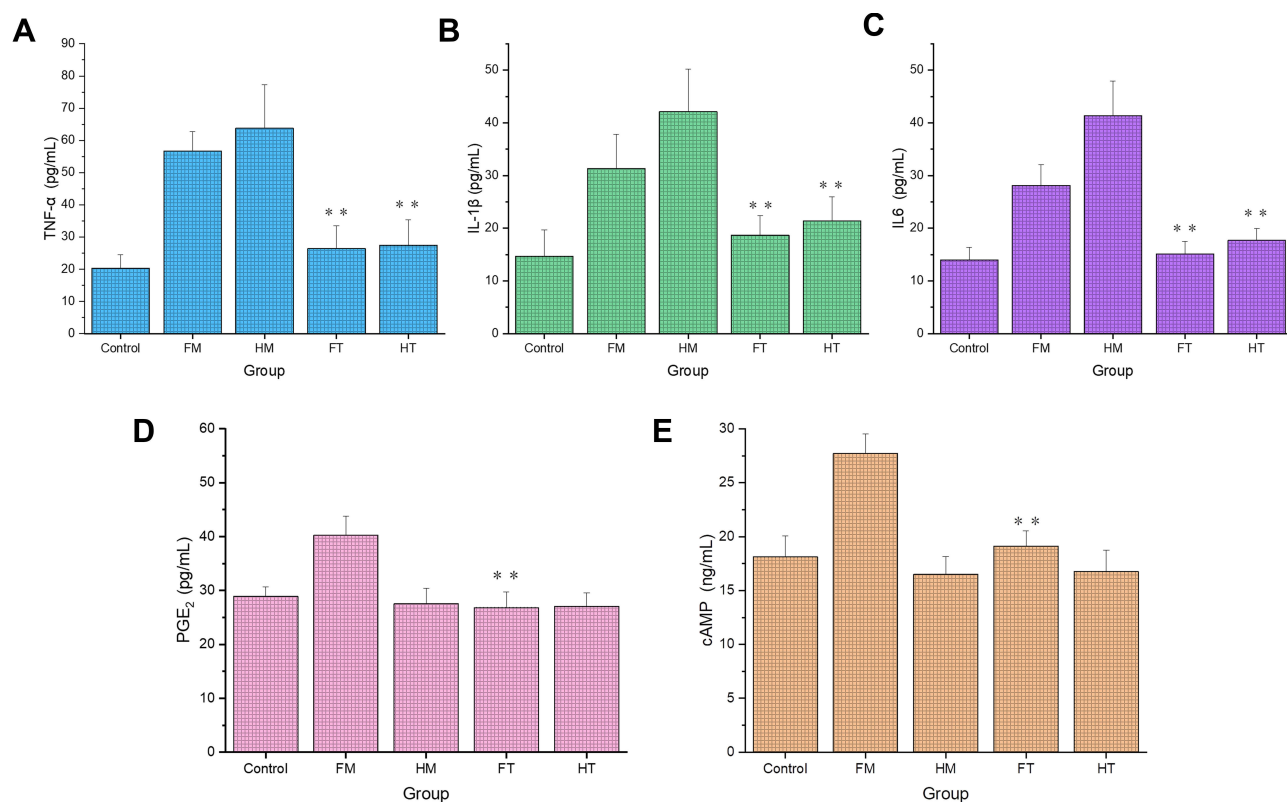 A
TNF-α (pg/mL)
90
80
70
60
50
40
30
20
10
0
** **
Control FM HM FT HT
Group
B
IL-1β (pg/mL)
50
40
30
20
10
0
** **
Control FM HM FT HT
Group
C
IL6 (pg/mL)
50
40
30
20
10
0
** **
Control FM HM FT HT
Group
D
PGE₂ (pg/mL)
60
50
40
30
20
10
0
**
Control FM HM FT HT
Group
E
cAMP (ng/mL)
30
25
20
15
10
5
0
**
Control FM HM FT HT
Group